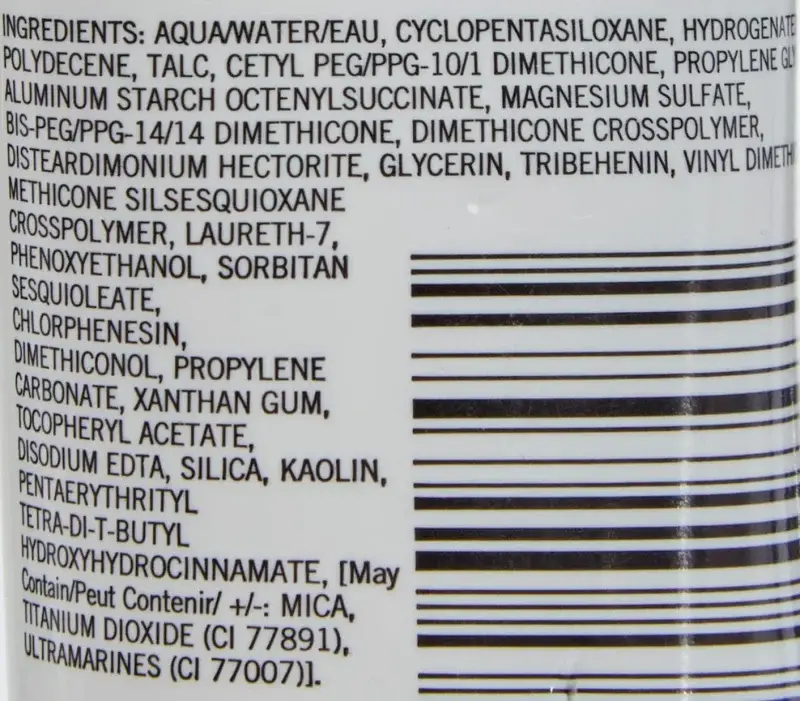 INGREDIENTS: AQUA/WATER/EAU, CYCLOPENTASILOXANE, HYDROGENATE
POLYDECENE, TALC, CETYL PEG/PPG-10/1 DIMETHICONE, PROPYLENE GLY
ALUMINUM STARCH OCTENYLSUCCINATE, MAGNESIUM SULFATE,
BIS-PEG/PPG-14/14 DIMETHICONE, DIMETHICONE CROSSPOLYMER,
DISTEARDIMONIUM HECTORITE, GLYCERIN, TRIBEHENIN, VINYL DIMETH
METHICONE SILSESQUIOXANE
CROSSPOLYMER, LAURETH-7,
PHENOXYETHANOL, SORBITAN
SESQUIOLEATE,
CHLORPHENESIN,
DIMETHICONOL, PROPYLENE
CARBONATE, XANTHAN GUM,
TOCOPHERYL ACETATE,
DISODIUM EDTA, SILICA, KAOLIN,
PENTAERYTHRITYL
TETRA-DI-T-BUTYL
HYDROXYHYDROCINNAMATE, [May
Contain/Peut Contenir/ +/-: MICA,
TITANIUM DIOXIDE (CI 77891),
ULTRAMARINES (CI 77007)].